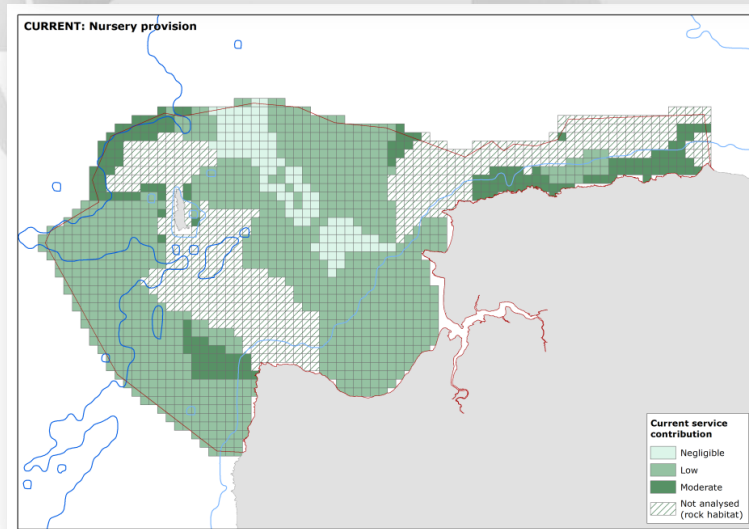 CURRENT: Nursery provision
Current service
contribution
Negligible
Low
Moderate
Not analysed
(rock habitat)